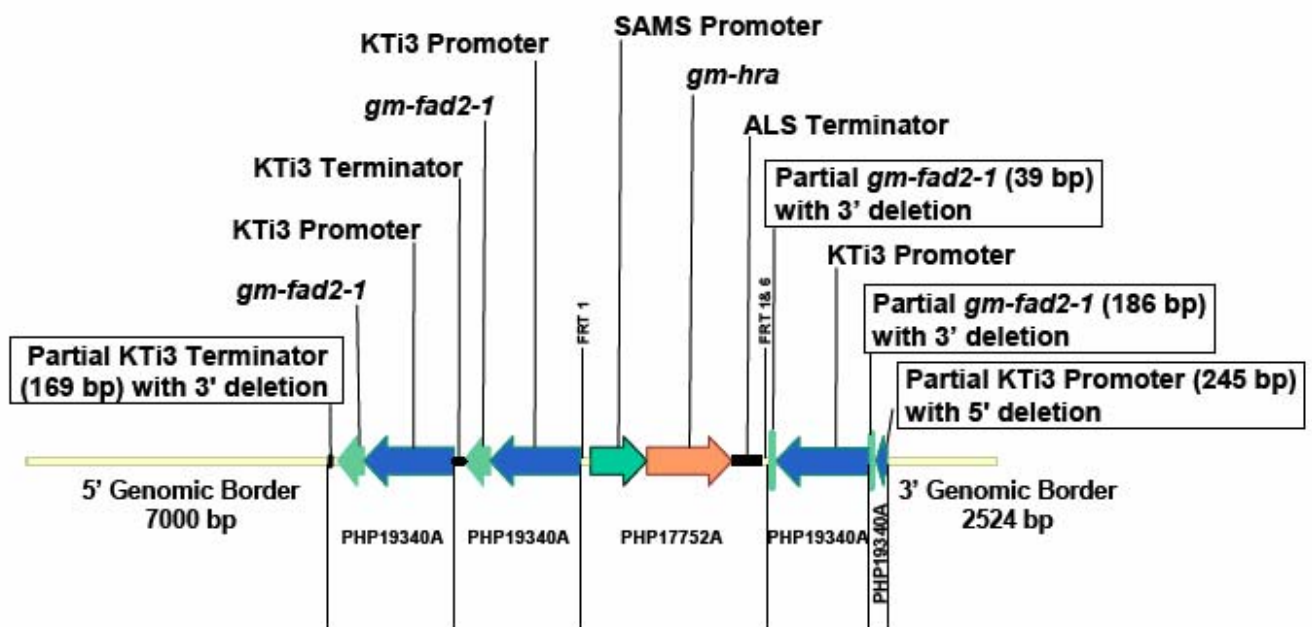 SAMS Promoter
KTi3 Promoter
gm-hra
gm-fad2-1
ALS Terminator
KTi3 Terminator
Partial gm-fad2-1 (39 bp)
with 3’ deletion
KTi3 Promoter
KTi3 Promoter
gm-fad2-1
FRT 1
FRT 1& 6
Partial gm-fad2-1 (186 bp)
with 3’ deletion
Partial KTi3 Terminator
(169 bp) with 3' deletion
Partial KTi3 Promoter (245 bp)
with 5' deletion
5’ Genomic Border
7000 bp
3’ Genomic Border
2524 bp
PHP19340A
PHP19340A
PHP17752A
PHP19340A
PHP19340A